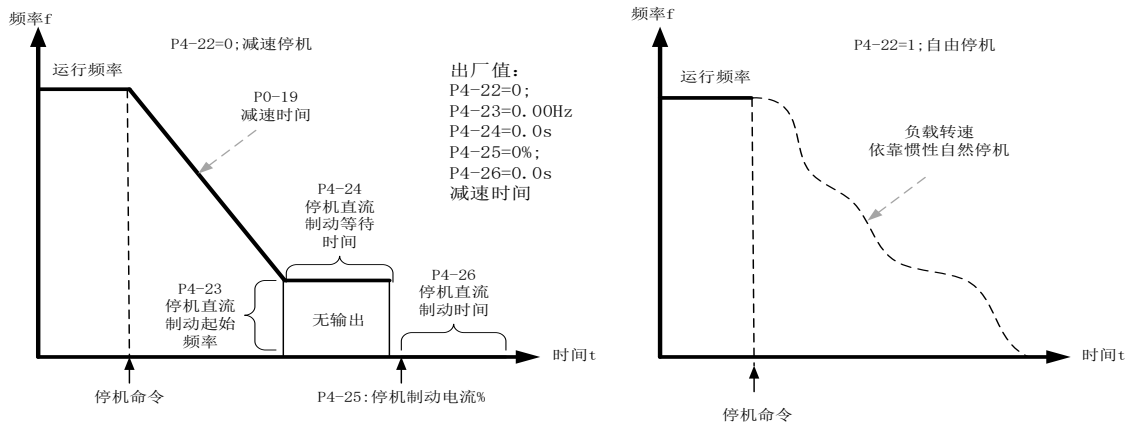 频率f
P4-22=0;减速停机
运行频率
P0-19
减速时间
出厂值：
P4-22=0;
P4-23=0.00Hz
P4-24=0.0s
P4-25=0%;
P4-26=0.0s
减速时间
P4-24
停机直流
制动等待
时间
P4-23
停机直流
制动起始
频率
无输出
P4-26
停机直流
制动时间
时间t
停机命令
P4-25:停机制动电流%
频率f
P4-22=1;自由停机
运行频率
负载转速
依靠惯性自然停机
时间t
停机命令